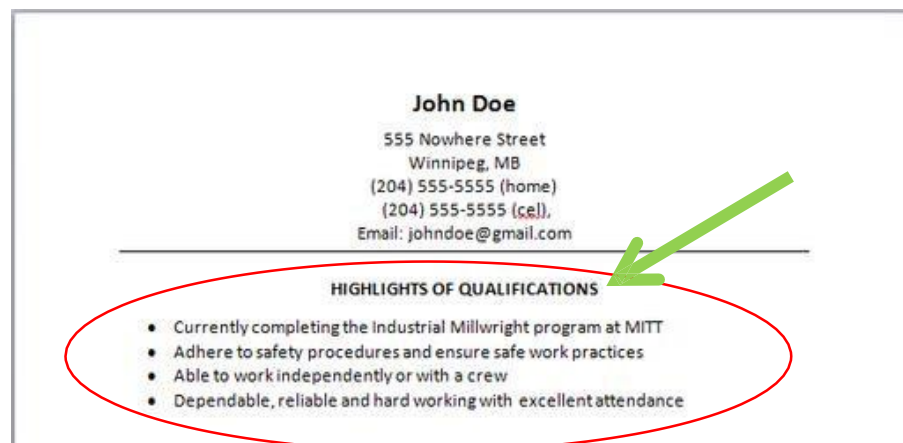 John Doe
555 Nowhere Street
Winnipeg, MB
(204) 555-5555 (home)
(204) 555-5555 (cel),
Email: johndoe@gmail.com
HIGHLIGHTS OF QUALIFICATIONS
• Currently completing the Industrial Millwright program at MITT
• Adhere to safety procedures and ensure safe work practices
• Able to work independently or with a crew
• Dependable, reliable and hard working with excellent attendance